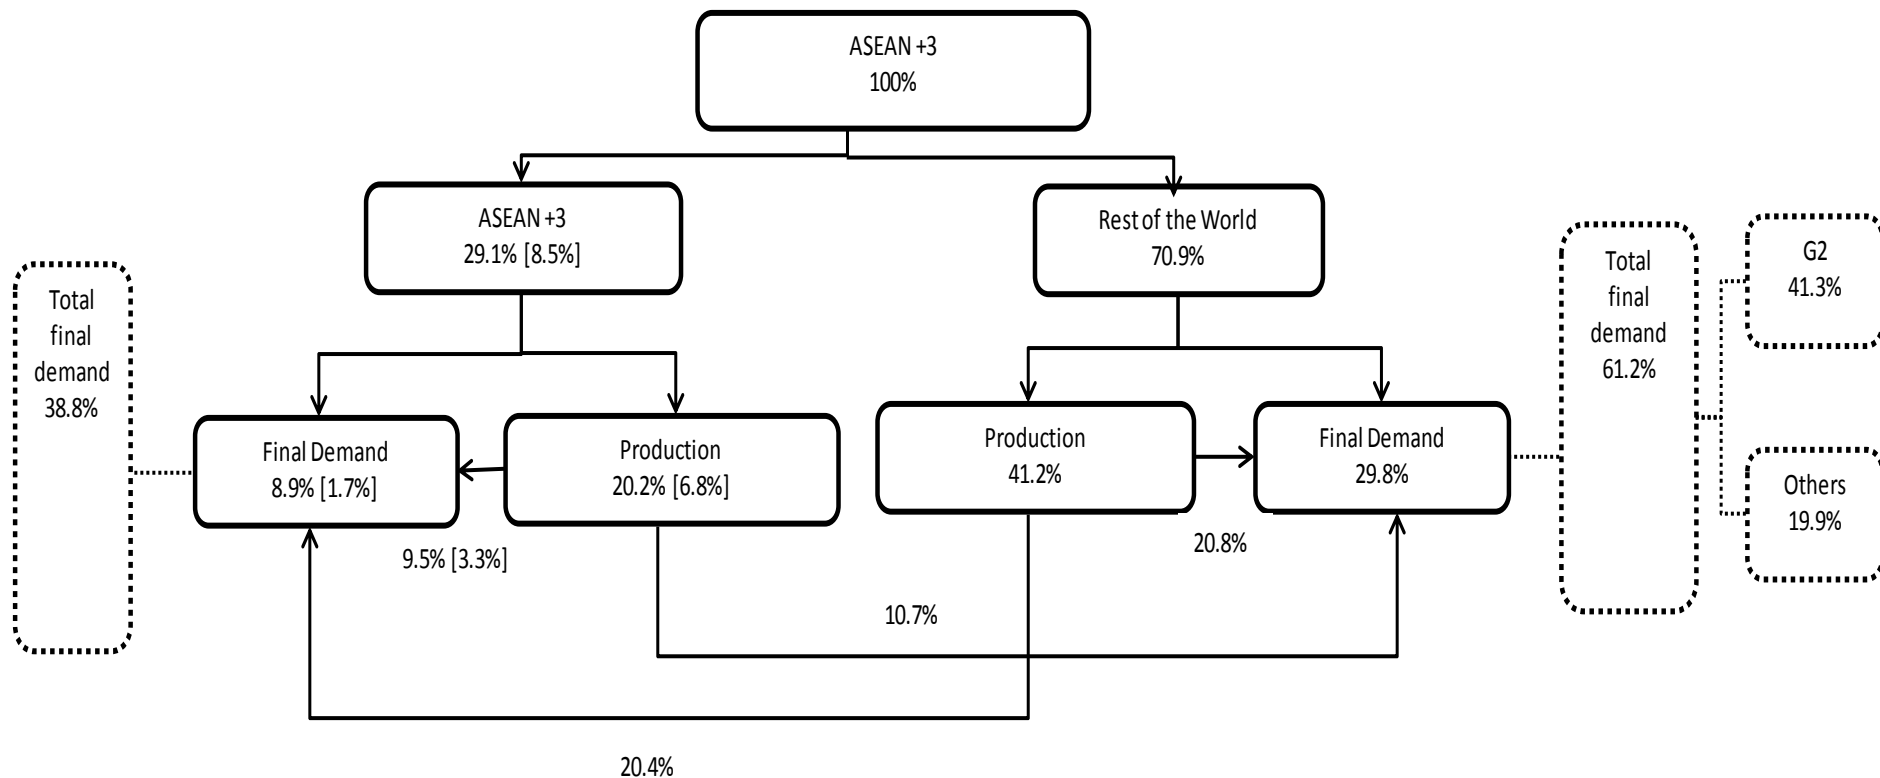 ASEAN +3
100%
ASEAN +3
29.1% [8.5%]
Rest of the World
70.9%
Total
final
demand
38.8%
Final Demand
8.9% [1.7%]
Production
20.2% [6.8%]
Production
41.2%
Final Demand
29.8%
Total
final
demand
61.2%
G2
41.3%
Others
19.9%
9.5% [3.3%]
20.8%
10.7%
20.4%